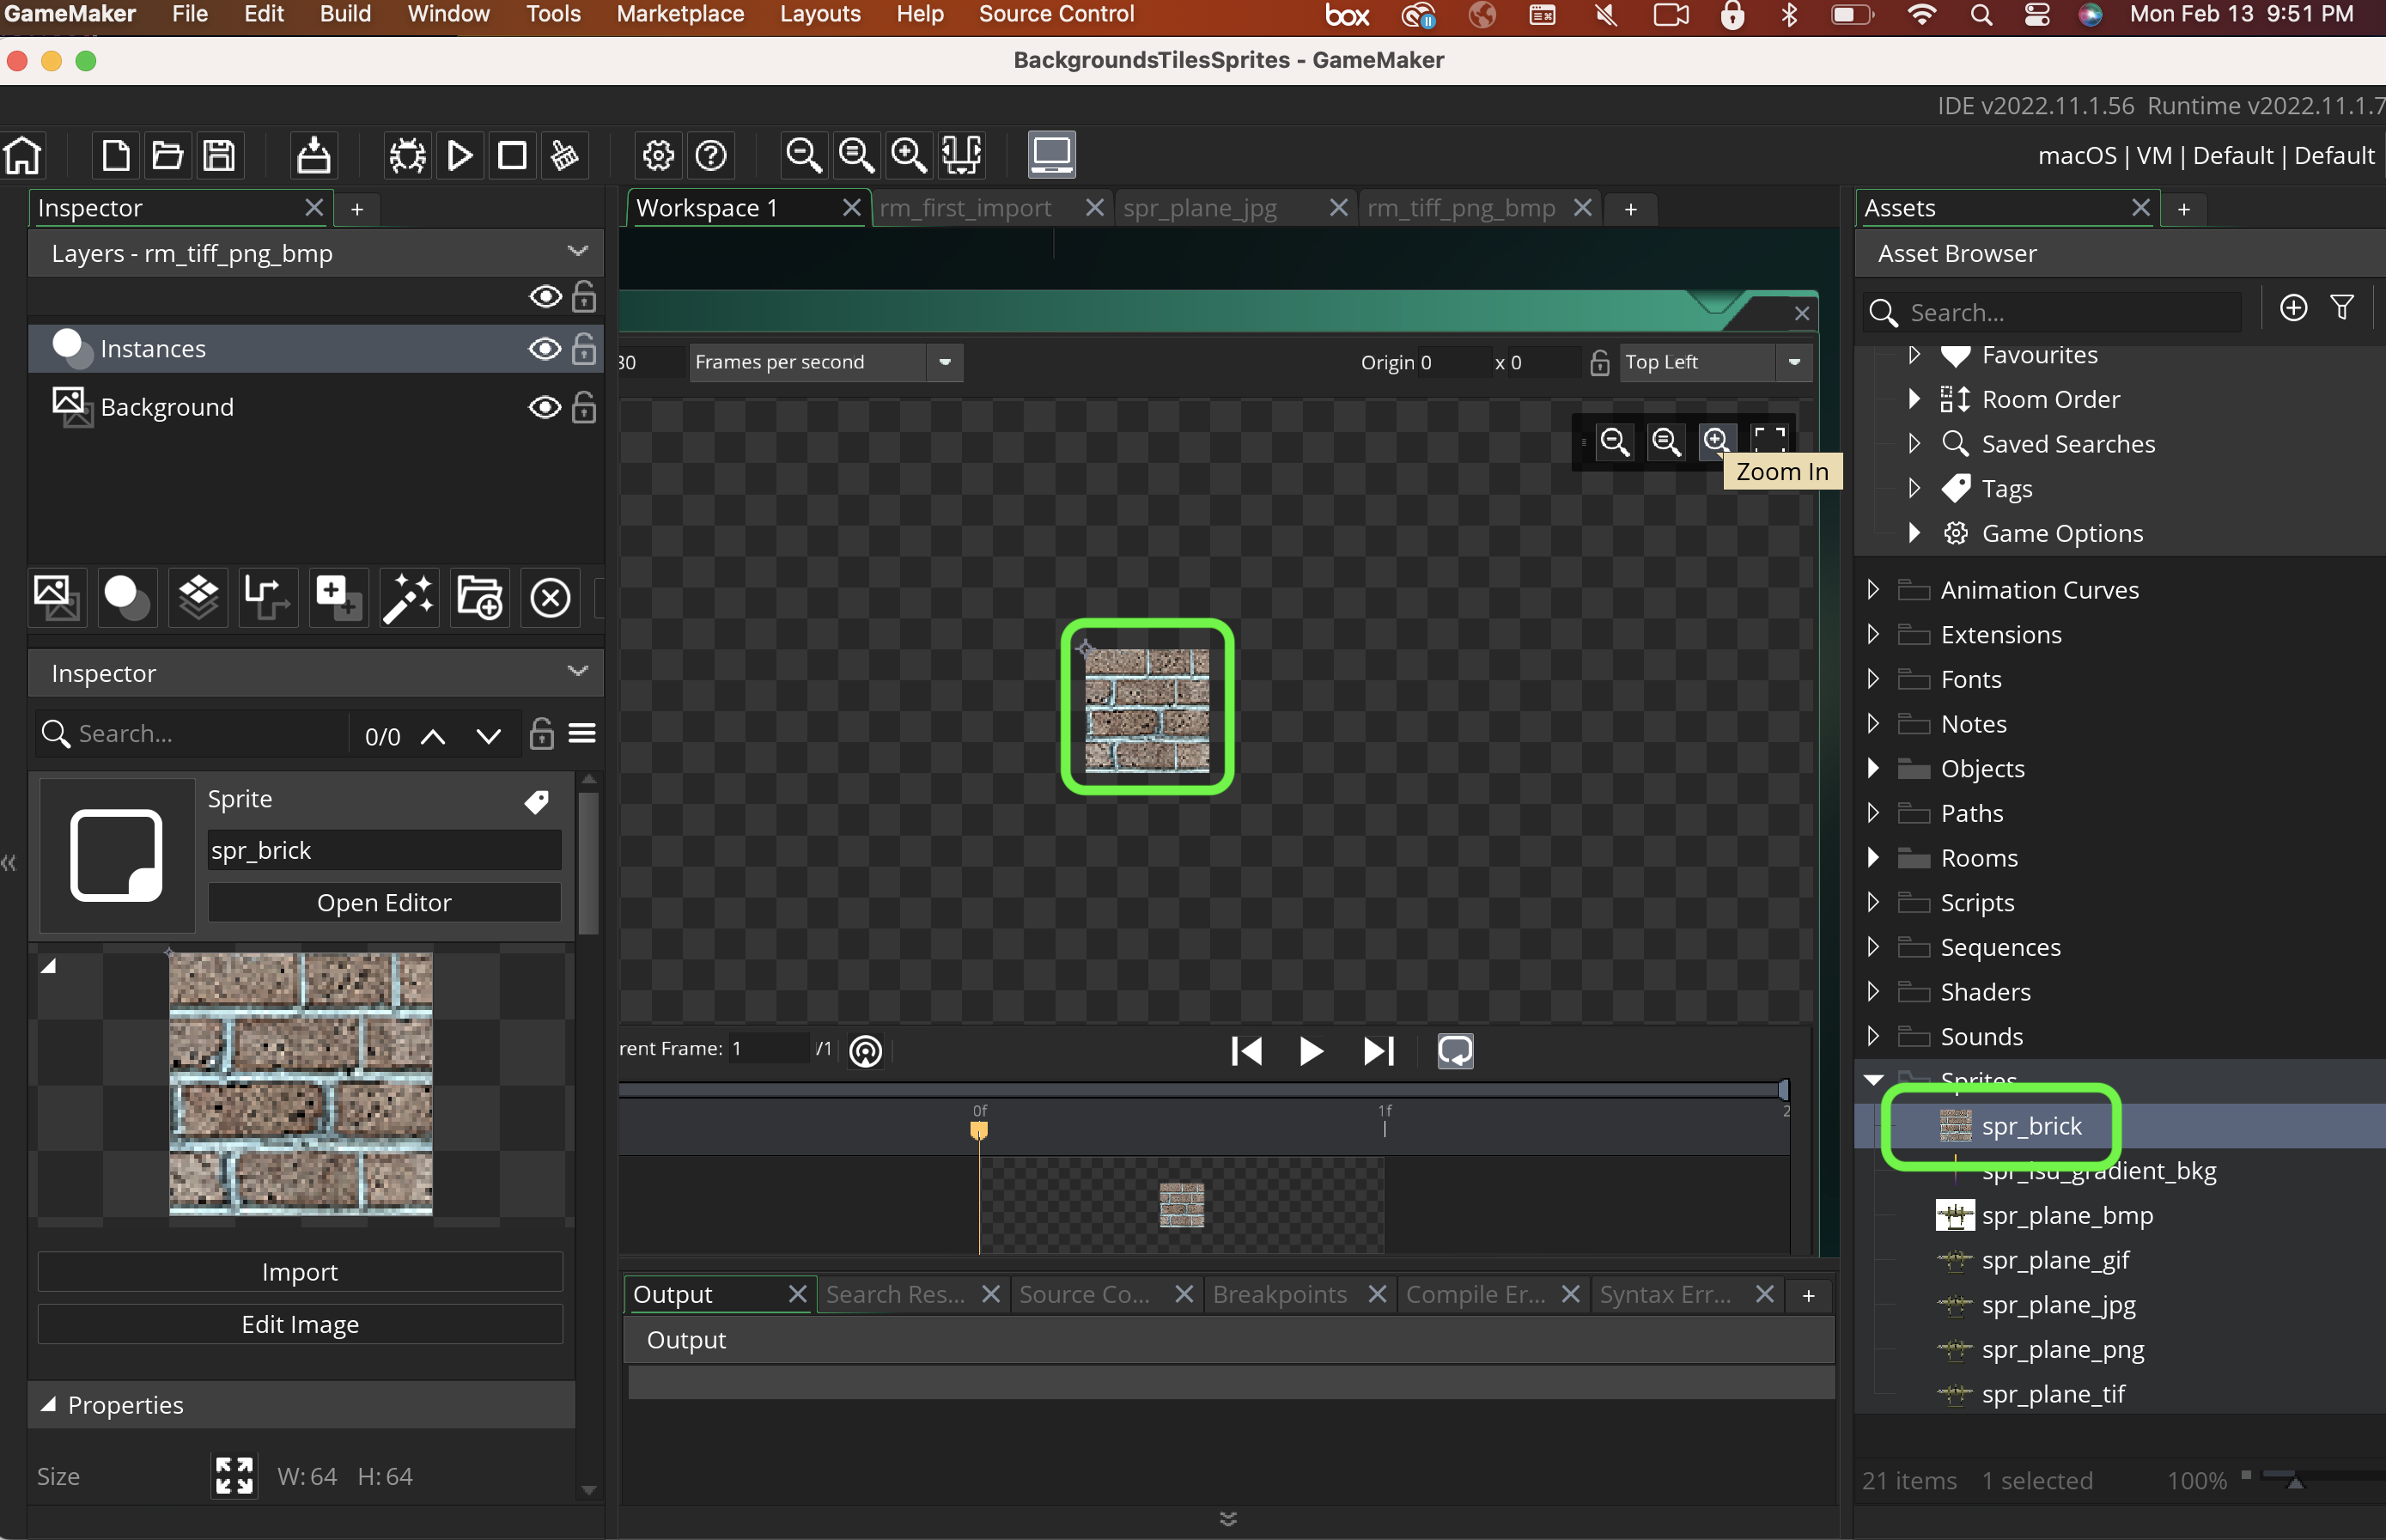 GameMaker File Edit Build Window Tools Marketplace Layouts Help Source Control box Mon Feb 13 9:51 PM
BackgroundsTilesSprites - GameMaker
IDE v2022.11.1.56 Runtime v2022.11.1.7
macOS | VM | Default | Default
Inspector
Layers - rm_tiff_png_bmp
Instances
Background
Inspector
Search...
0/0
Sprite
spr_brick
Open Editor
Import
Edit Image
Properties
Size W: 64 H: 64
Workspace 1 rm_first_import spr_plane_jpg rm_tiff_png_bmp
30 Frames per second Origin 0 x 0 Top Left
Zoom In
rent Frame: 1 /1
0f 1f 2
Output Search Res... Source Co... Breakpoints Compile Er... Syntax Err...
Output
Assets
Asset Browser
Search...
Favourites
Room Order
Saved Searches
Tags
Game Options
Animation Curves
Extensions
Fonts
Notes
Objects
Paths
Rooms
Scripts
Sequences
Shaders
Sounds
Sprites
spr_brick
spr_isu_gradient_bkg
spr_plane_bmp
spr_plane_gif
spr_plane_jpg
spr_plane_png
spr_plane_tif
21 items 1 selected 100%